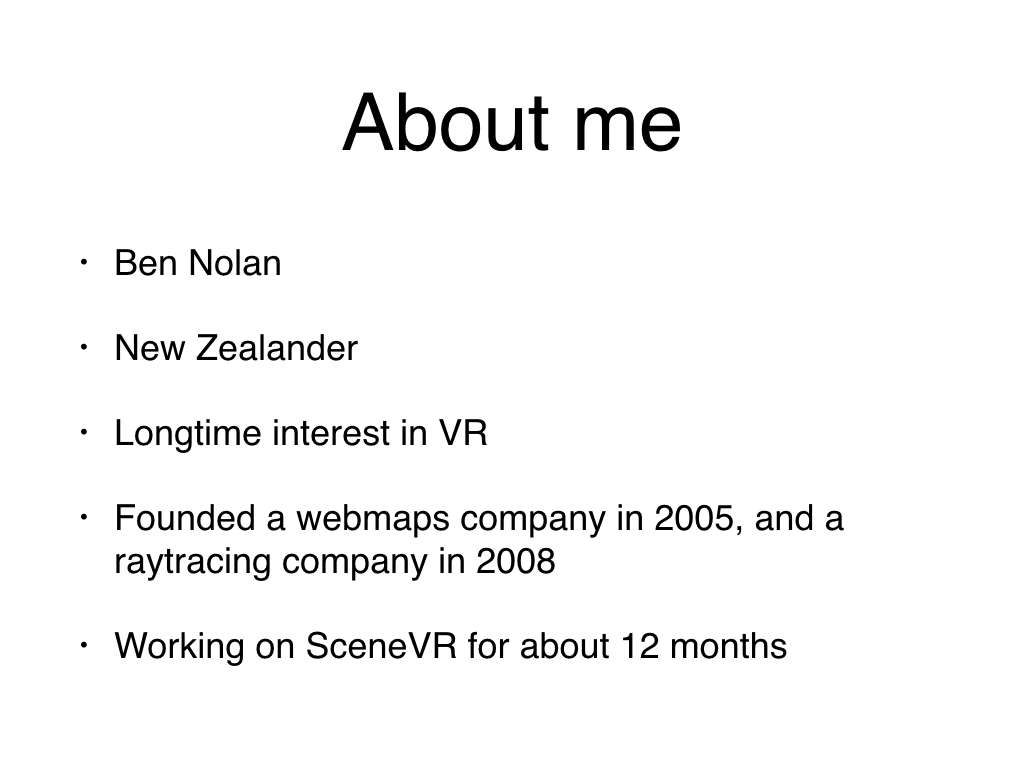 About me
• Ben Nolan
• New Zealander
• Longtime interest in VR
• Founded a webmaps company in 2005, and a
raytracing company in 2008
• Working on SceneVR for about 12 months